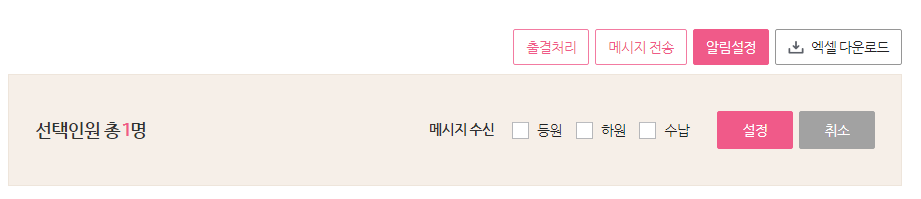 출결처리 메시지 전송 알림설정 엑셀 다운로드
선택인원 총1명 메시지 수신 등원 하원 수납 설정 취소